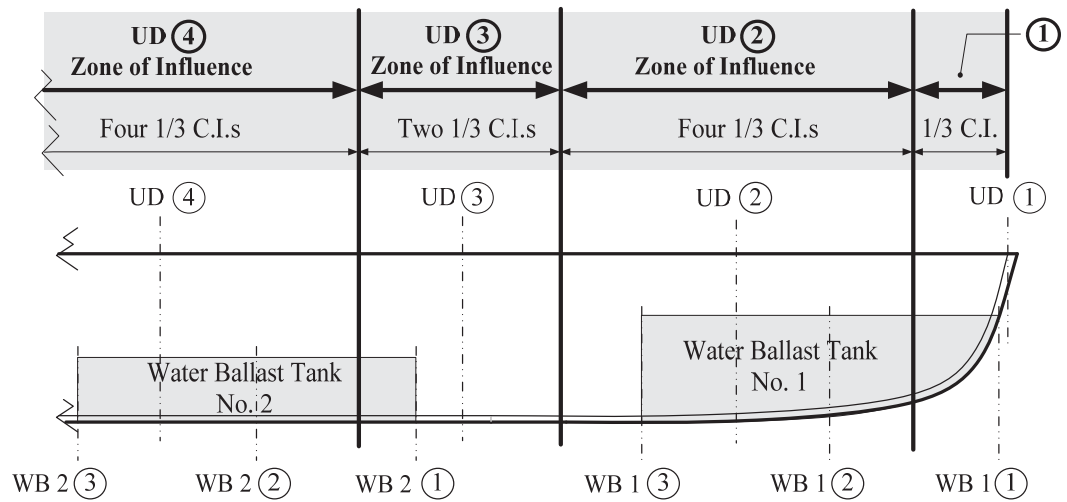 UD ④
Zone of Influence
UD ③
Zone of Influence
UD ②
Zone of Influence
①
Four 1/3 C.I.s
Two 1/3 C.I.s
Four 1/3 C.I.s
1/3 C.I.
UD ④
UD ③
UD ②
UD ①
Water Ballast Tank
No. 2
Water Ballast Tank
No. 1
WB 2 ③
WB 2 ②
WB 2 ①
WB 1 ③
WB 1 ②
WB 1 ①